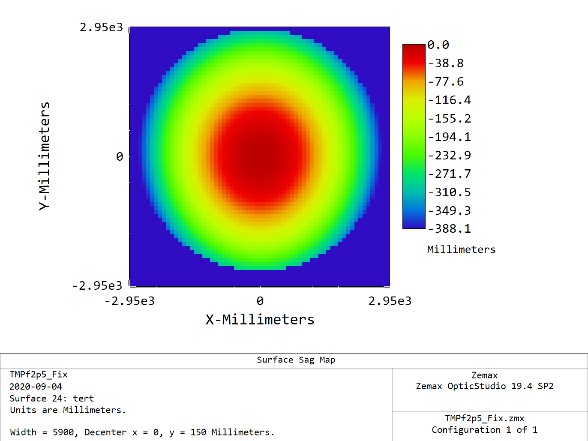 2.95e3
0
-2.95e3
Y-Millimeters
-2.95e3 0 2.95e3
X-Millimeters
0.0
-38.8
-77.6
-116.4
-155.2
-194.1
-232.9
-271.7
-310.5
-349.3
-388.1
Millimeters
Surface Sag Map
TMPf2p5_Fix
2020-09-04
Surface 24: tert
Units are Millimeters.
Width = 5900, Decenter x = 0, y = 150 Millimeters.
Zemax
Zemax OpticStudio 19.4 SP2
TMPf2p5_Fix.zmx
Configuration 1 of 1